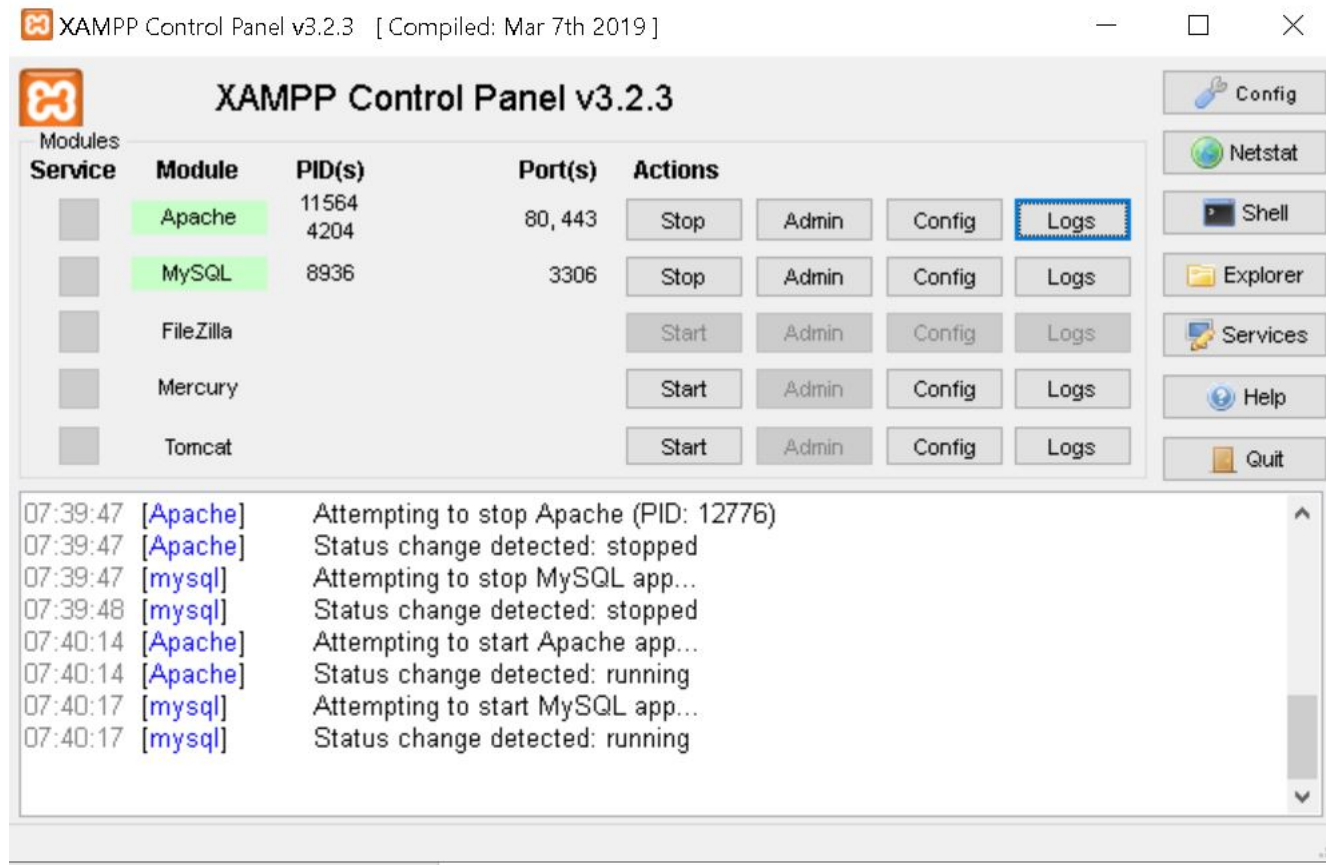 XAMPP Control Panel v3.2.3 [ Compiled: Mar 7th 2019 ]
XAMPP Control Panel v3.2.3
Config
Modules
Service Module PID(s) Port(s) Actions
Netstat
Apache 11564 4204 80, 443 Stop Admin Config Logs
Shell
MySQL 8936 3306 Stop Admin Config Logs
Explorer
FileZilla Start Admin Config Logs
Services
Mercury Start Admin Config Logs
Help
Tomcat Start Admin Config Logs
Quit
07:39:47 [Apache] Attempting to stop Apache (PID: 12776)
07:39:47 [Apache] Status change detected: stopped
07:39:47 [mysql] Attempting to stop MySQL app...
07:39:48 [mysql] Status change detected: stopped
07:40:14 [Apache] Attempting to start Apache app...
07:40:14 [Apache] Status change detected: running
07:40:17 [mysql] Attempting to start MySQL app...
07:40:17 [mysql] Status change detected: running